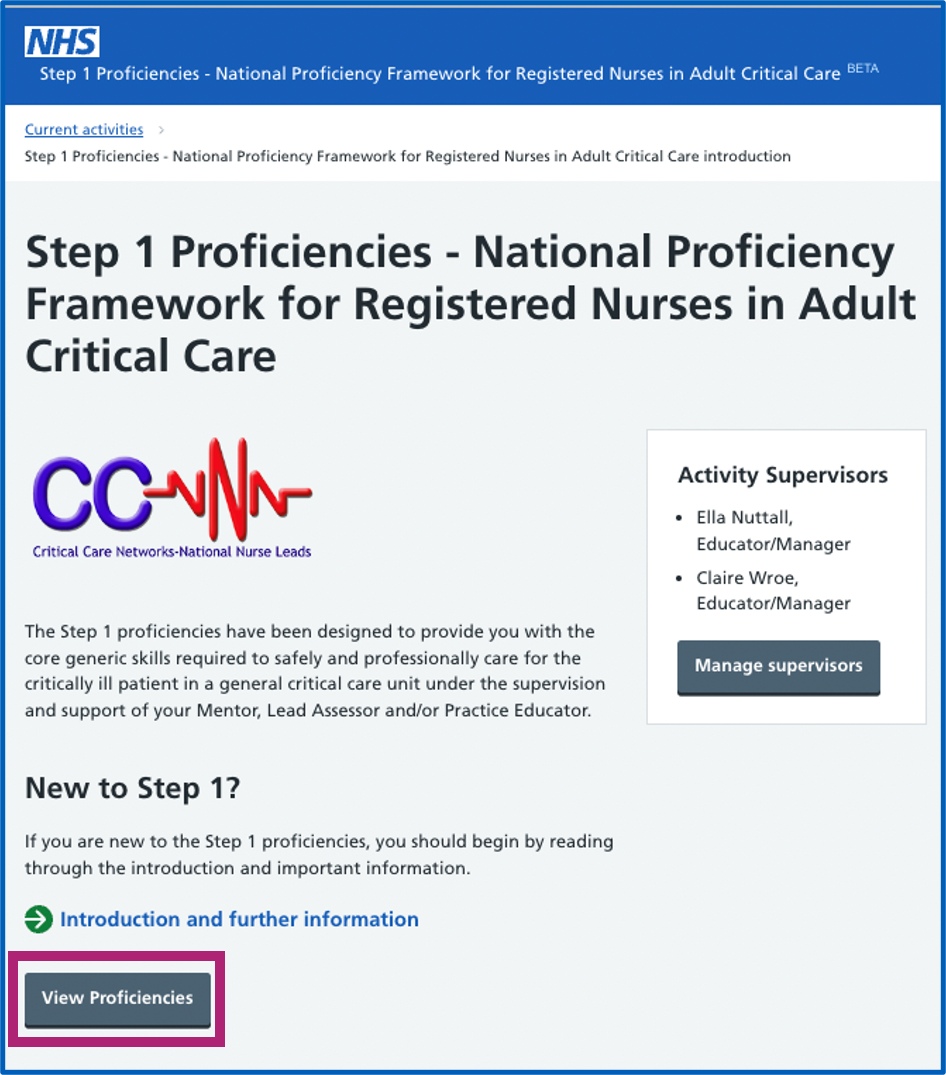 NHS
Step 1 Proficiencies - National Proficiency Framework for Registered Nurses in Adult Critical Care BETA
Current activities >
Step 1 Proficiencies - National Proficiency Framework for Registered Nurses in Adult Critical Care introduction
Step 1 Proficiencies - National Proficiency
Framework for Registered Nurses in Adult
Critical Care
CC
Critical Care Networks-National Nurse Leads
The Step 1 proficiencies have been designed to provide you with the
core generic skills required to safely and professionally care for the
critically ill patient in a general critical care unit under the supervision
and support of your Mentor, Lead Assessor and/or Practice Educator.
New to Step 1?
If you are new to the Step 1 proficiencies, you should begin by reading
through the introduction and important information.
Introduction and further information
View Proficiencies
Activity Supervisors
• Ella Nuttall,
Educator/Manager
• Claire Wroe,
Educator/Manager
Manage supervisors